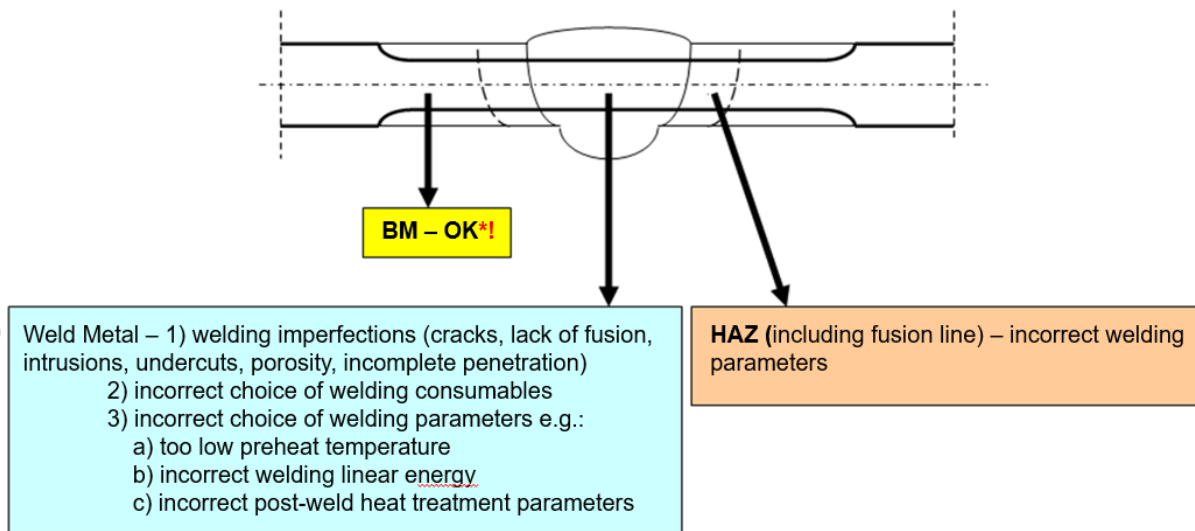 BM – OK*!
Weld Metal – 1) welding imperfections (cracks, lack of fusion,
intrusions, undercuts, porosity, incomplete penetration)
2) incorrect choice of welding consumables
3) incorrect choice of welding parameters e.g.:
a) too low preheat temperature
b) incorrect welding linear energy
c) incorrect post-weld heat treatment parameters
HAZ (including fusion line) – incorrect welding
parameters